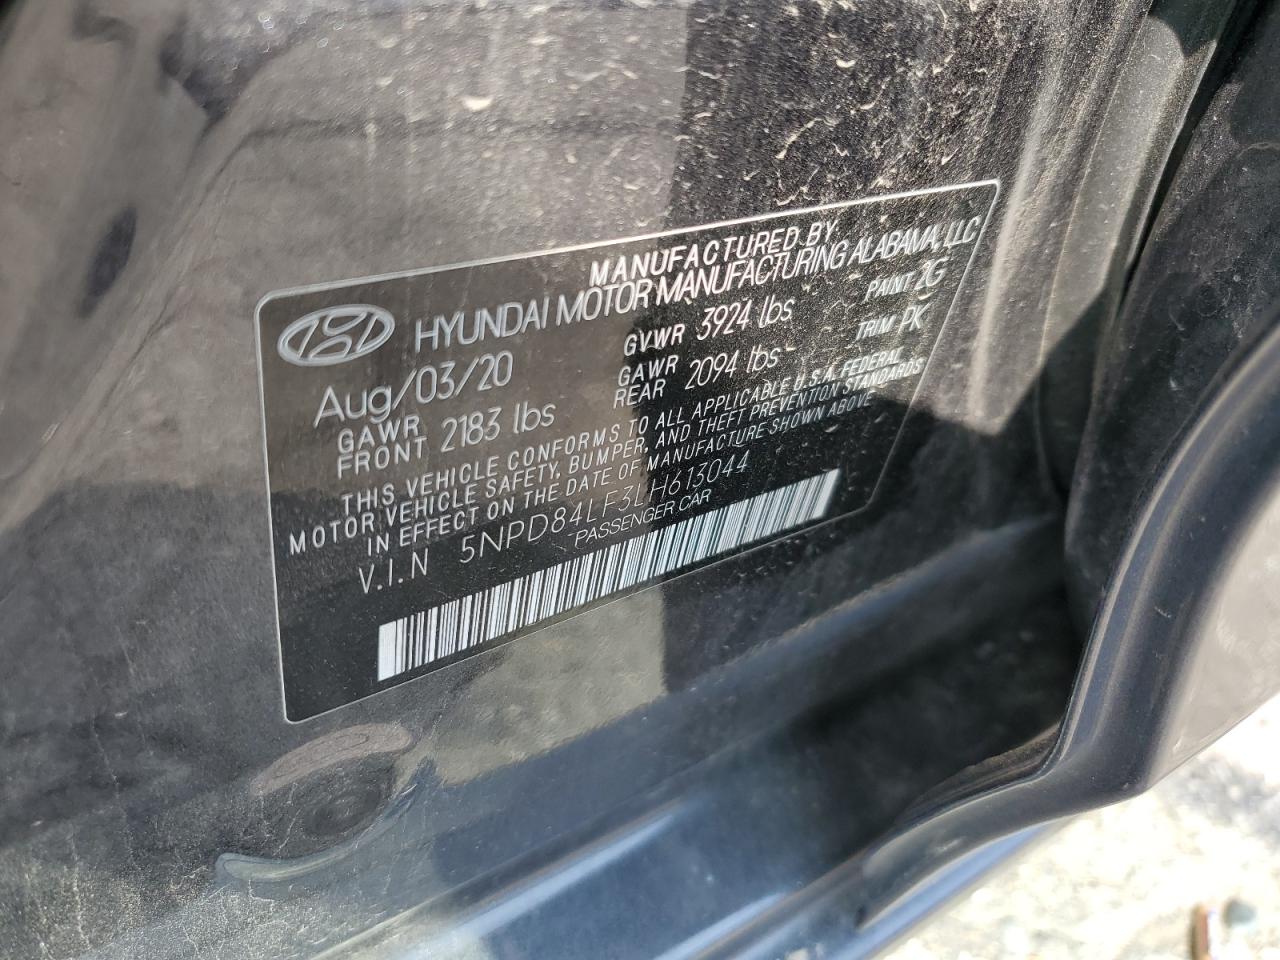 MANUFACTURED BY
HYUNDAI MOTOR MANUFACTURING ALABAMA, LLC
Aug/03/20 GVWR 3924 lbs PAINT 2G
GAWR FRONT 2183 lbs GAWR REAR 2094 lbs TRIM PK
THIS VEHICLE CONFORMS TO ALL APPLICABLE U.S.A. FEDERAL
MOTOR VEHICLE SAFETY, BUMPER, AND THEFT PREVENTION STANDARDS
IN EFFECT ON THE DATE OF MANUFACTURE SHOWN ABOVE
V.I.N 5NPD84LF3LH613044
PASSENGER CAR